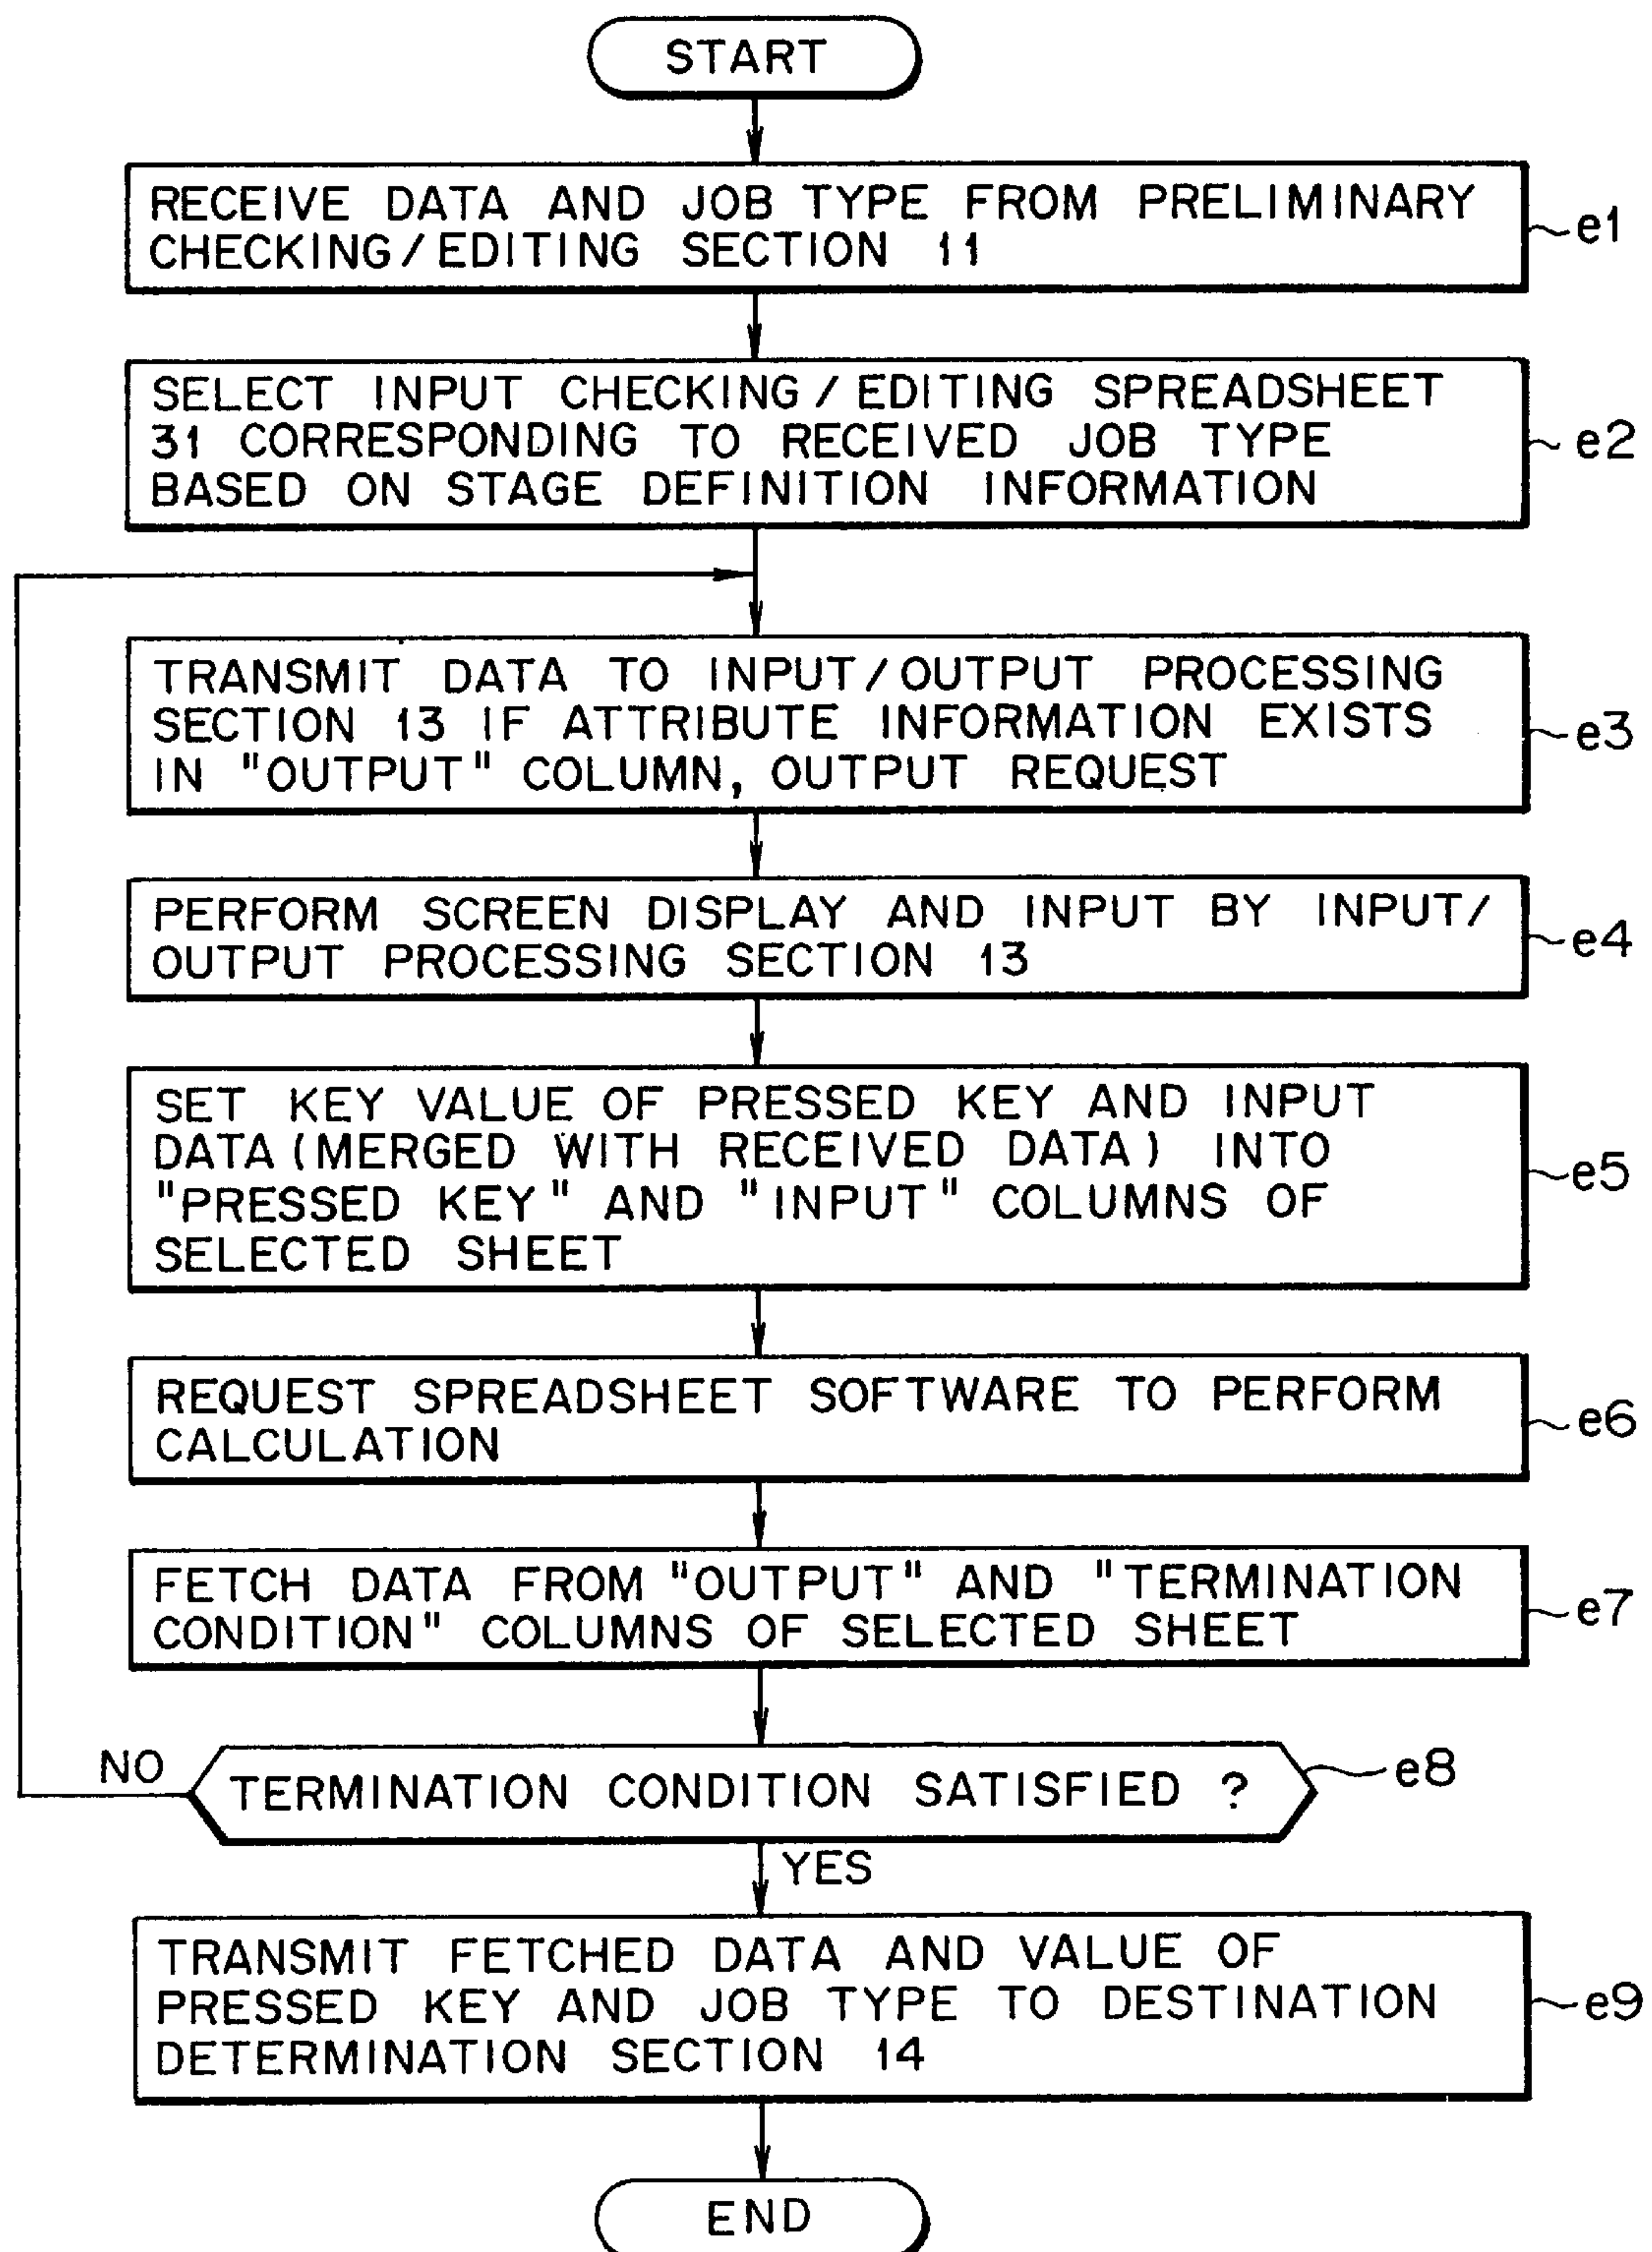 START
RECEIVE DATA AND JOB TYPE FROM PRELIMINARY
CHECKING/EDITING SECTION 11
e1
SELECT INPUT CHECKING/EDITING SPREADSHEET
31 CORRESPONDING TO RECEIVED JOB TYPE
BASED ON STAGE DEFINITION INFORMATION
e2
TRANSMIT DATA TO INPUT/OUTPUT PROCESSING
SECTION 13 IF ATTRIBUTE INFORMATION EXISTS
IN "OUTPUT" COLUMN, OUTPUT REQUEST
e3
PERFORM SCREEN DISPLAY AND INPUT BY INPUT/
OUTPUT PROCESSING SECTION 13
e4
SET KEY VALUE OF PRESSED KEY AND INPUT
DATA (MERGED WITH RECEIVED DATA) INTO
"PRESSED KEY" AND "INPUT" COLUMNS OF
SELECTED SHEET
e5
REQUEST SPREADSHEET SOFTWARE TO PERFORM
CALCULATION
e6
FETCH DATA FROM "OUTPUT" AND "TERMINATION
CONDITION" COLUMNS OF SELECTED SHEET
e7
NO
TERMINATION CONDITION SATISFIED ?
e8
YES
TRANSMIT FETCHED DATA AND VALUE OF
PRESSED KEY AND JOB TYPE TO DESTINATION
DETERMINATION SECTION 14
e9
END